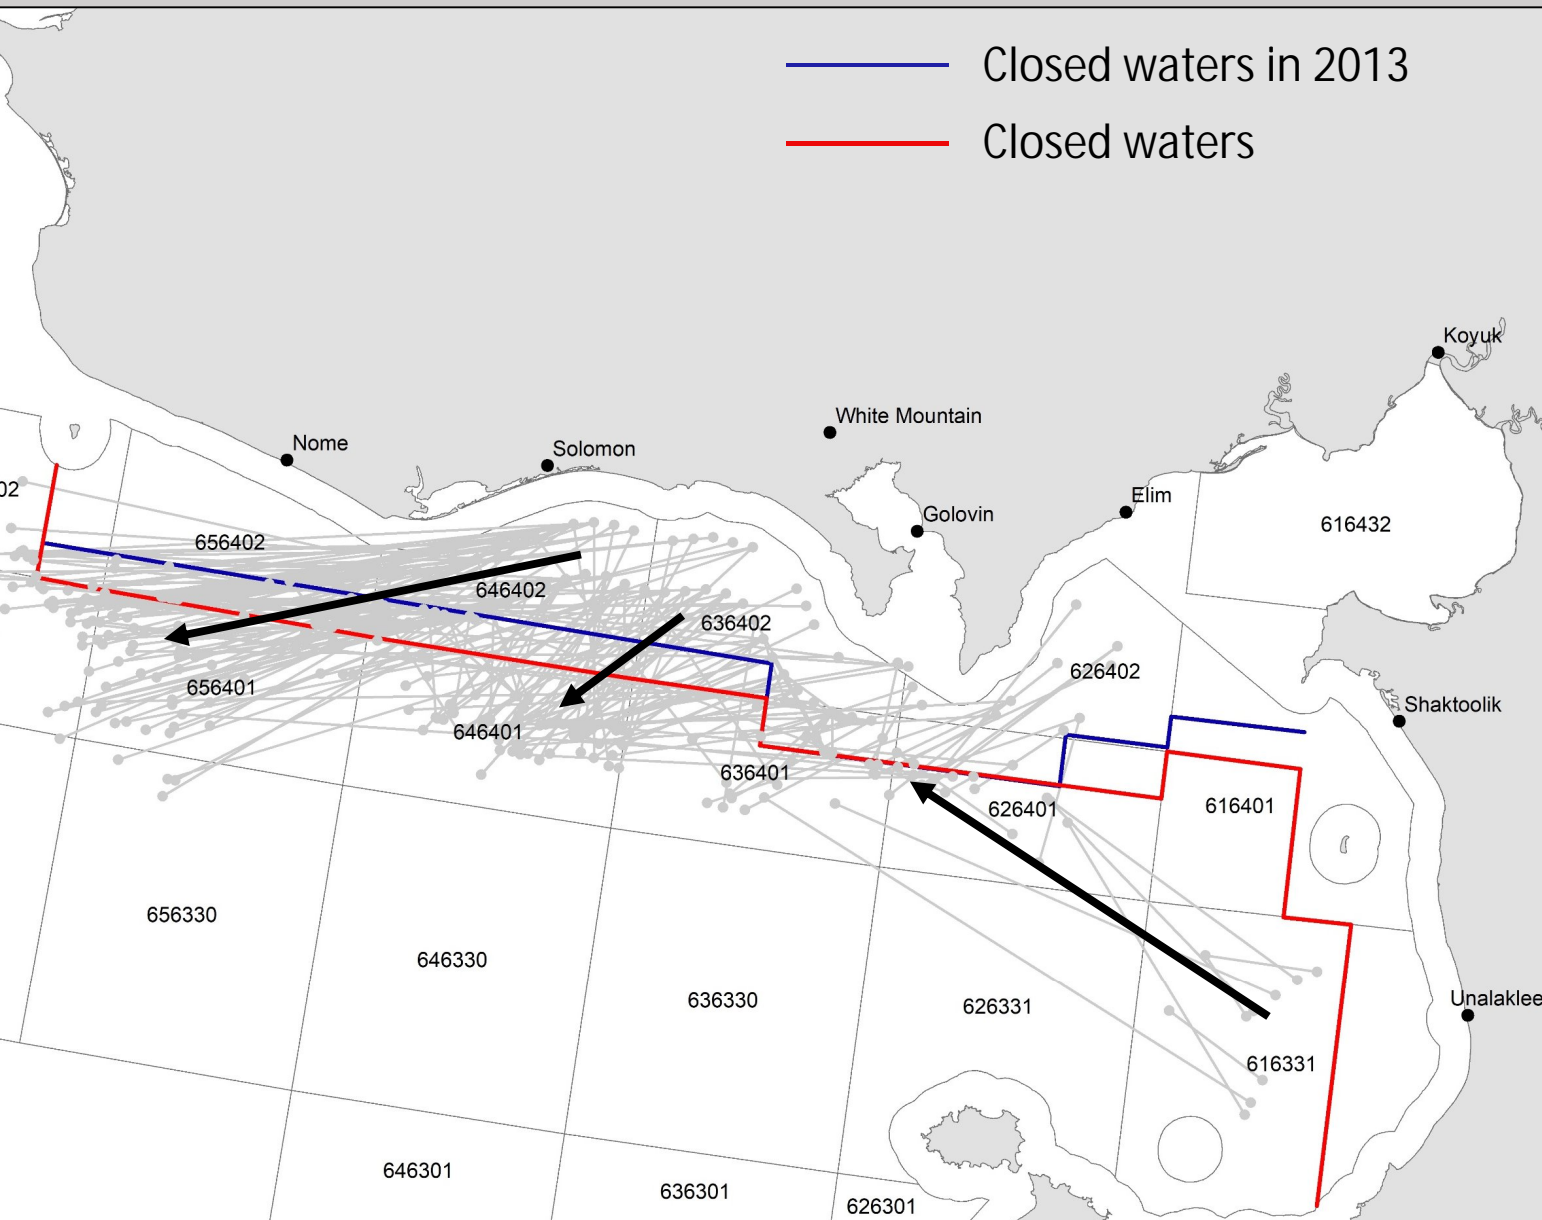 Closed waters in 2013
Closed waters
Koyuk
White Mountain
Nome
Solomon
02
Elim
Golovin
616432
656402
646402
636402
626402
656401
Shaktoolik
646401
636401
626401
616401
656330
646330
636330
626331
Unalaklee
616331
646301
636301
626301